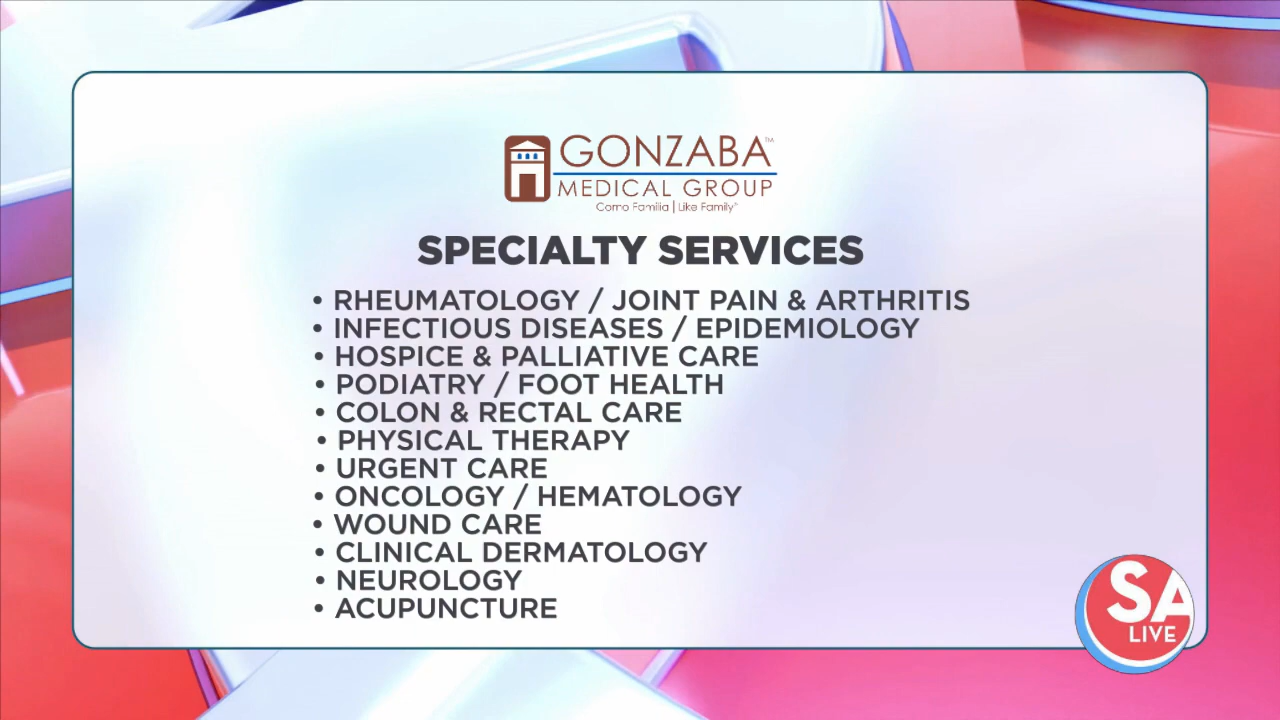 GONZABA™
MEDICAL GROUP
Como Familia | Like Family®
SPECIALTY SERVICES
• RHEUMATOLOGY / JOINT PAIN & ARTHRITIS
• INFECTIOUS DISEASES / EPIDEMIOLOGY
• HOSPICE & PALLIATIVE CARE
• PODIATRY / FOOT HEALTH
• COLON & RECTAL CARE
• PHYSICAL THERAPY
• URGENT CARE
• ONCOLOGY / HEMATOLOGY
• WOUND CARE
• CLINICAL DERMATOLOGY
• NEUROLOGY
• ACUPUNCTURE
SA
LIVE